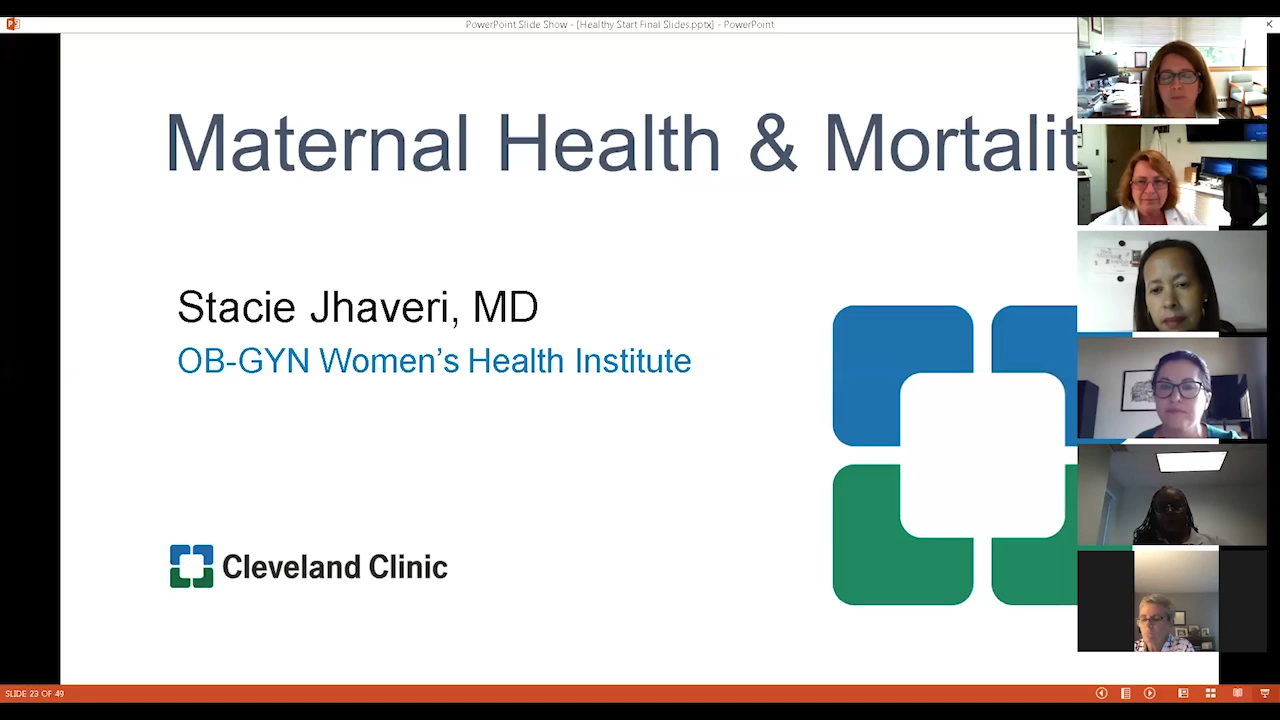 PowerPoint Slide Show - [Healthy Start Final Slides.pptx] - PowerPoint
Maternal Health & Mortalit
Stacie Jhaveri, MD
OB-GYN Women's Health Institute
Cleveland Clinic
SLIDE 23 OF 49